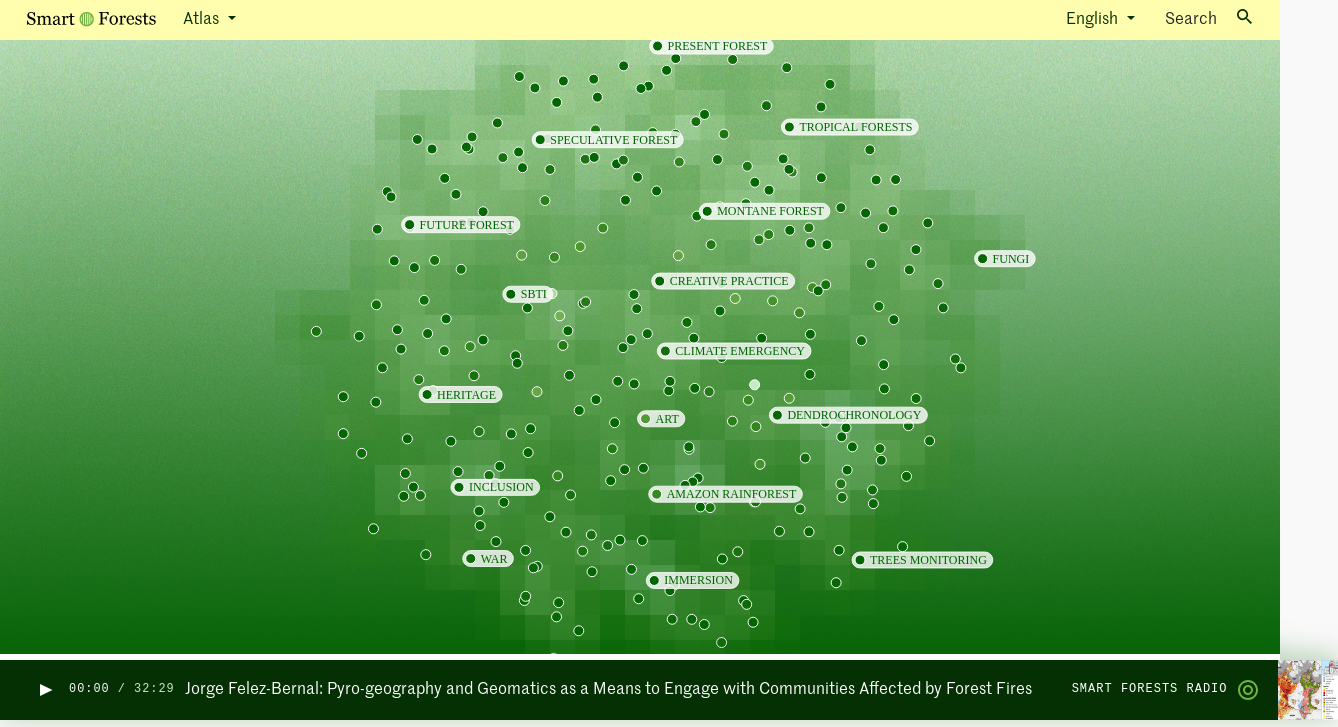 Smart Forests
Atlas
English
Search
PRESENT FOREST
TROPICAL FORESTS
SPECULATIVE FOREST
MONTANE FOREST
FUTURE FOREST
FUNGI
CREATIVE PRACTICE
SBTI
CLIMATE EMERGENCY
HERITAGE
DENDROCHRONOLOGY
ART
INCLUSION
AMAZON RAINFOREST
WAR
TREES MONITORING
IMMERSION
00:00 / 32:29
Jorge Felez-Bernal: Pyro-geography and Geomatics as a Means to Engage with Communities Affected by Forest Fires
SMART FORESTS RADIO